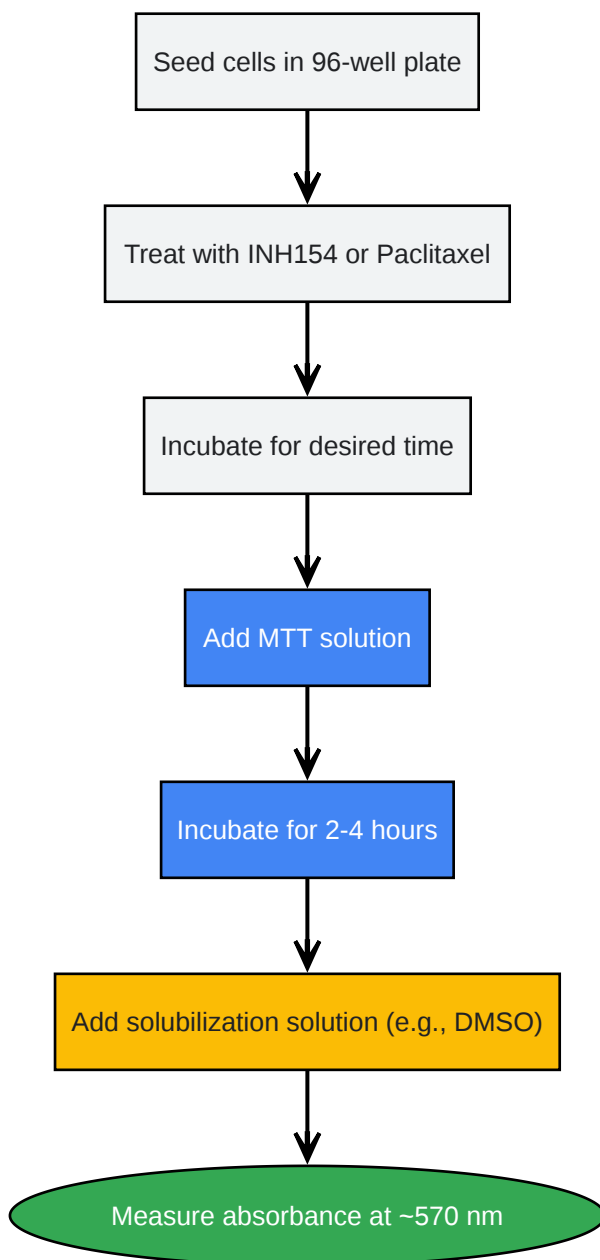 Seed cells in 96-well plate
Treat with INH154 or Paclitaxel
Incubate for desired time
Add MTT solution
Incubate for 2-4 hours
Add solubilization solution (e.g., DMSO)
Measure absorbance at ~570 nm